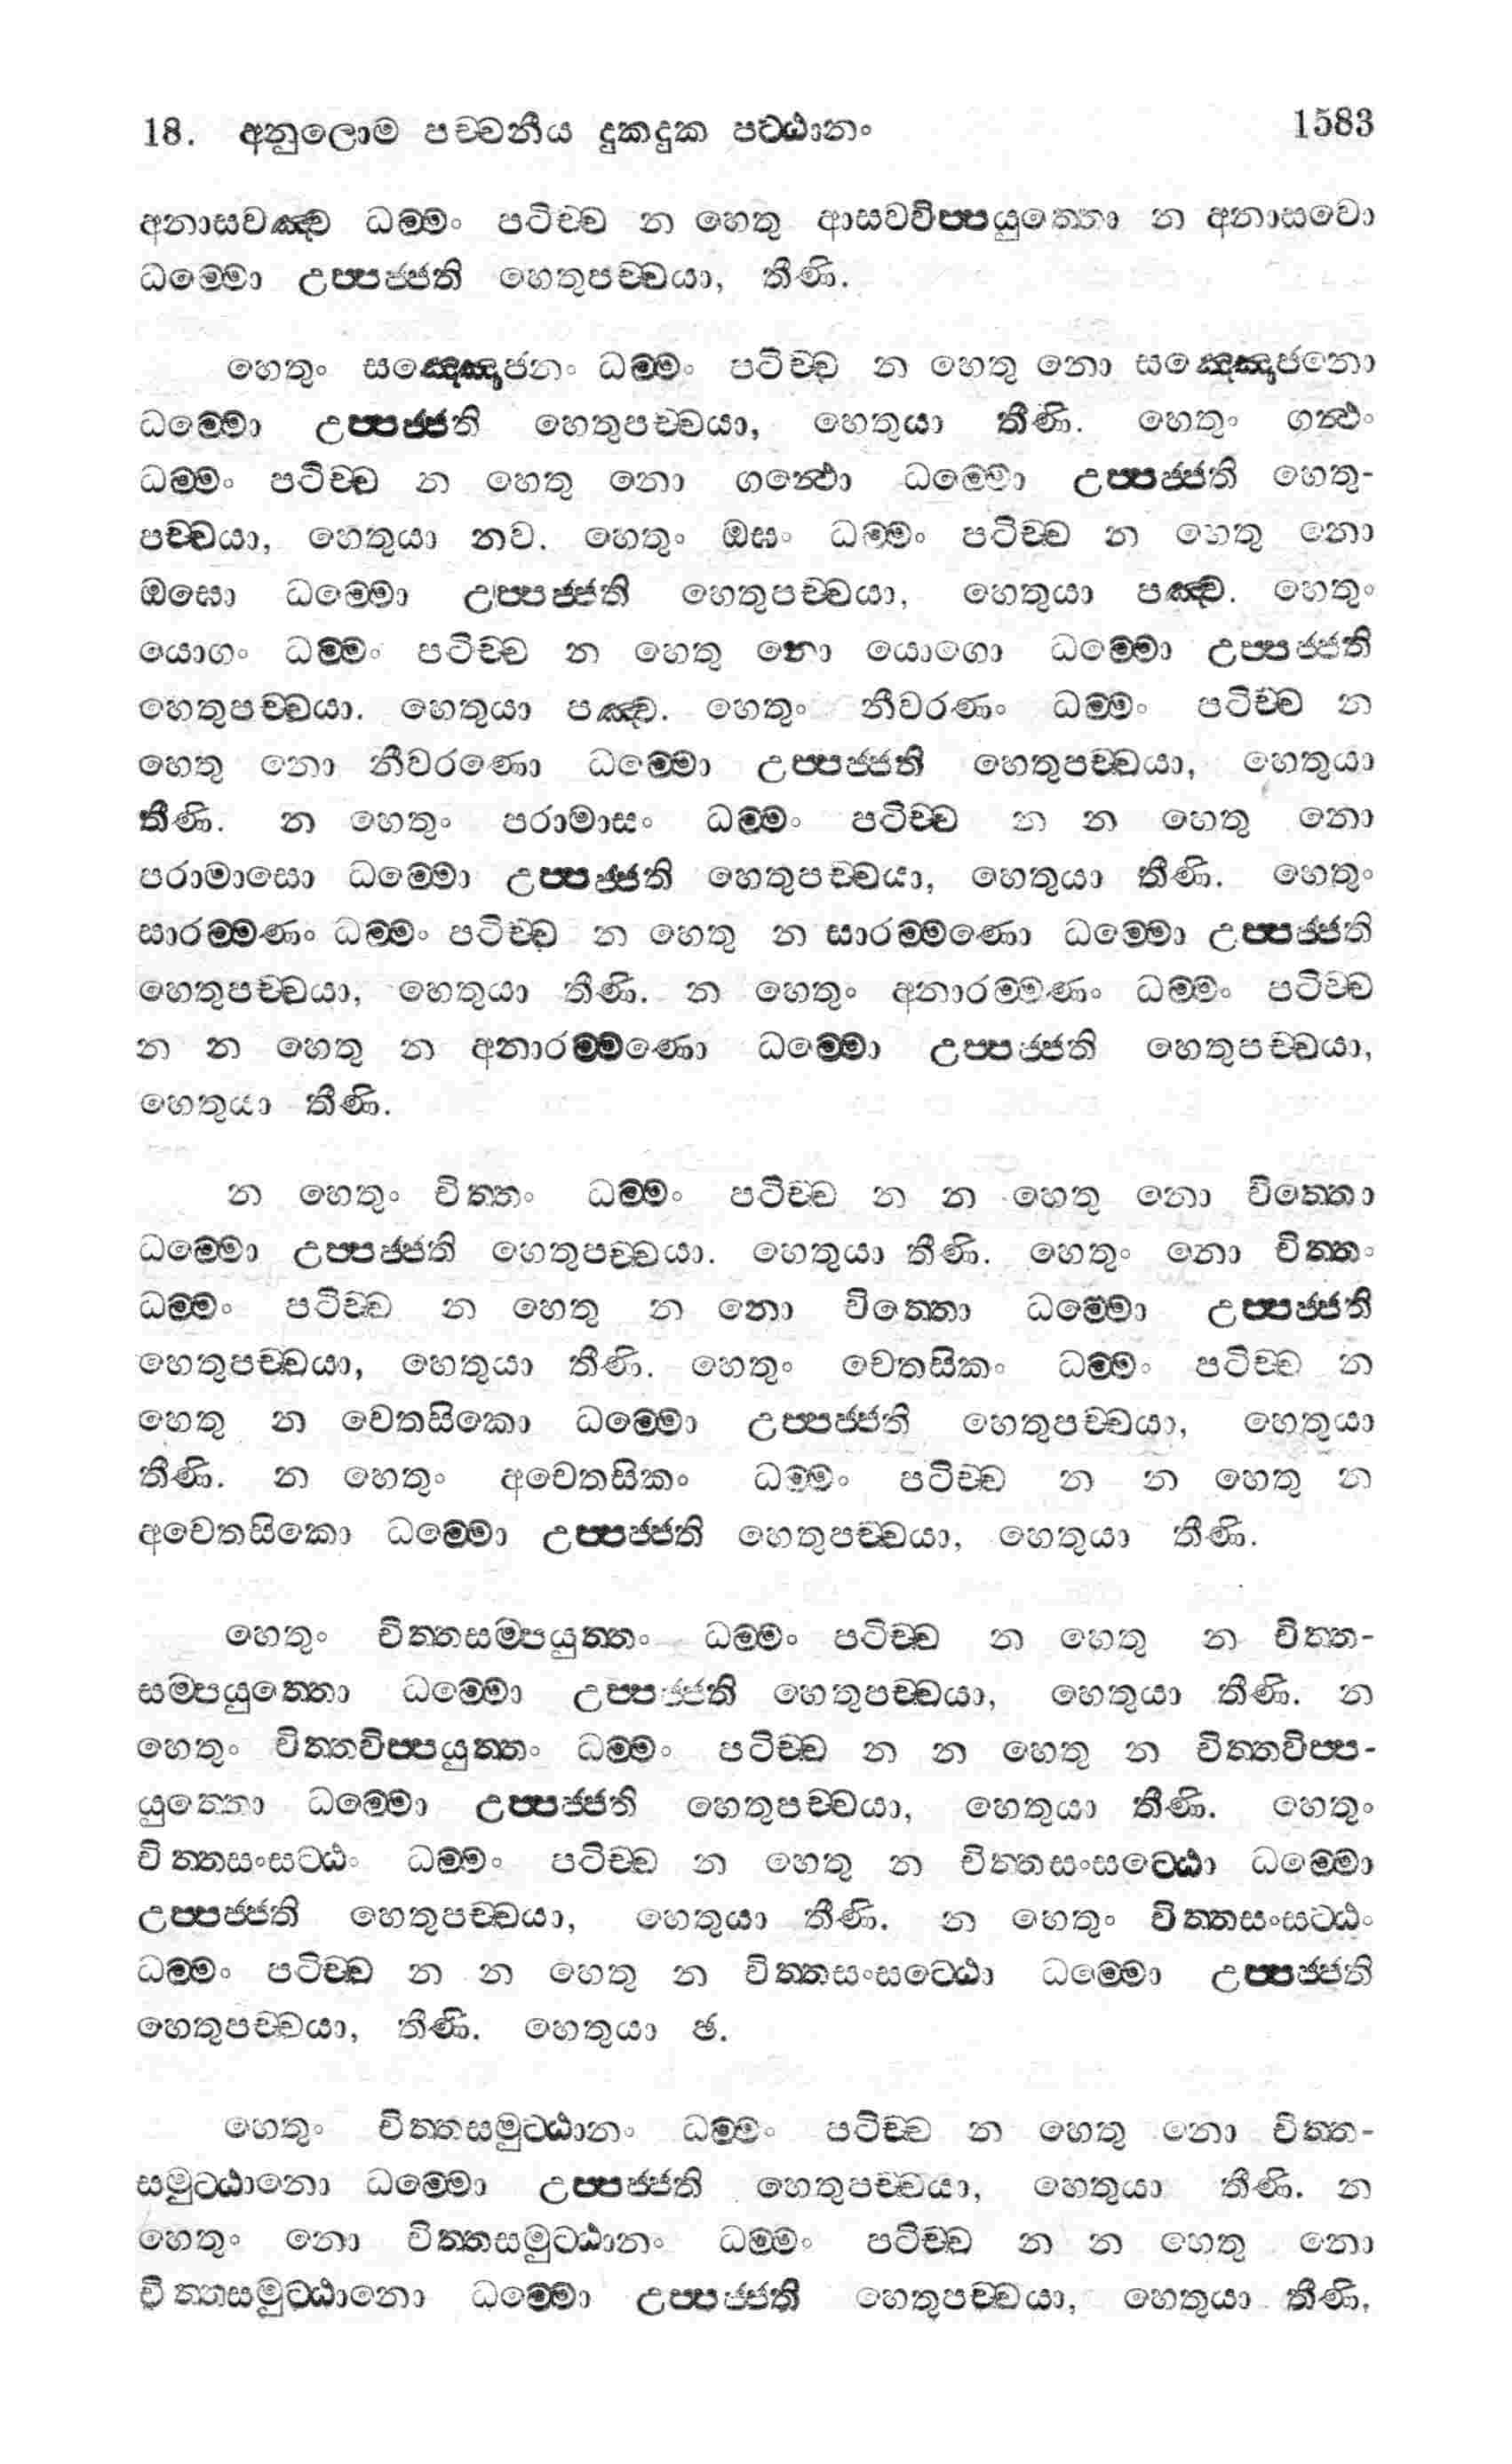 18. අනුලොම පච්චනීය දුකදුක පට්ඨානං 1583
අනාසවඤ්ච ධම්මං පටිච්ච න හෙතු ආසවවිප්පයුත්තො න අනාසවො
ධම්මො උප්පජ්ජති හෙතුපච්චයා, තීණි.
හෙතුං සඤ්ඤොජනං ධම්මං පටිච්ච න හෙතු නො සඤ්ඤොජනො
ධම්මො උප්පජ්ජති හෙතුපච්චයා, හෙතුයා තීණි. හෙතුං ගන්ථං
ධම්මං පටිච්ච න හෙතු නො ගන්ථො ධම්මො උප්පජ්ජති හෙතු-
පච්චයා, හෙතුයා නව. හෙතුං ඔඝං ධම්මං පටිච්ච න හෙතු නො
ඔඝො ධම්මො උප්පජ්ජති හෙතුපච්චයා, හෙතුයා පඤ්ච. හෙතුං
යොගං ධම්මං පටිච්ච න හෙතු නො යොගො ධම්මො උප්පජ්ජති
හෙතුපච්චයා. හෙතුයා පඤ්ච. හෙතුං නීවරණං ධම්මං පටිච්ච න
හෙතු නො නීවරණො ධම්මො උප්පජ්ජති හෙතුපච්චයා, හෙතුයා
තීණි. න හෙතුං පරාමාසං ධම්මං පටිච්ච න න හෙතු නො
පරාමාසො ධම්මො උප්පජ්ජති හෙතුපච්චයා, හෙතුයා තීණි. හෙතුං
සාරම්මණං ධම්මං පටිච්ච න හෙතු න සාරම්මණො ධම්මො උප්පජ්ජති
හෙතුපච්චයා, හෙතුයා තීණි. න හෙතුං අනාරම්මණං ධම්මං පටිච්ච
න න හෙතු න අනාරම්මණො ධම්මො උප්පජ්ජති හෙතුපච්චයා,
හෙතුයා තීණි.
න හෙතුං චිත්තං ධම්මං පටිච්ච න න හෙතු නො චිත්තො
ධම්මො උප්පජ්ජති හෙතුපච්චයා. හෙතුයා තීණි. හෙතුං නො චිත්තං
ධම්මං පටිච්ච න හෙතු න නො චිත්තො ධම්මො උප්පජ්ජති
හෙතුපච්චයා, හෙතුයා තීණි. හෙතුං චෙතසිකං ධම්මං පටිච්ච න
හෙතු න චෙතසිකො ධම්මො උප්පජ්ජති හෙතුපච්චයා, හෙතුයා
තීණි. න හෙතුං අචෙතසිකං ධම්මං පටිච්ච න න හෙතු න
අචෙතසිකො ධම්මො උප්පජ්ජති හෙතුපච්චයා, හෙතුයා තීණි.
හෙතුං චිත්තසම්පයුත්තං ධම්මං පටිච්ච න හෙතු න චිත්ත-
සම්පයුත්තො ධම්මො උප්පජ්ජති හෙතුපච්චයා, හෙතුයා තීණි. න
හෙතුං චිත්තවිප්පයුත්තං ධම්මං පටිච්ච න න හෙතු න චිත්තවිප්ප-
යුත්තො ධම්මො උප්පජ්ජති හෙතුපච්චයා, හෙතුයා තීණි. හෙතුං
චිත්තසංසට්ඨං ධම්මං පටිච්ච න හෙතු න චිත්තසංසට්ඨො ධම්මො
උප්පජ්ජති හෙතුපච්චයා, හෙතුයා තීණි. න හෙතුං චිත්තසංසට්ඨං
ධම්මං පටිච්ච න න හෙතු න චිත්තසංසට්ඨො ධම්මො උප්පජ්ජති
හෙතුපච්චයා, තීණි. හෙතුයා ඡ.
හෙතුං චිත්තසමුට්ඨානං ධම්මං පටිච්ච න හෙතු නො චිත්ත-
සමුට්ඨානො ධම්මො උප්පජ්ජති හෙතුපච්චයා, හෙතුයා තීණි. න
හෙතුං නො චිත්තසමුට්ඨානං ධම්මං පටිච්ච න න හෙතු නො
චිත්තසමුට්ඨානො ධම්මො උප්පජ්ජති හෙතුපච්චයා, හෙතුයා තීණි,